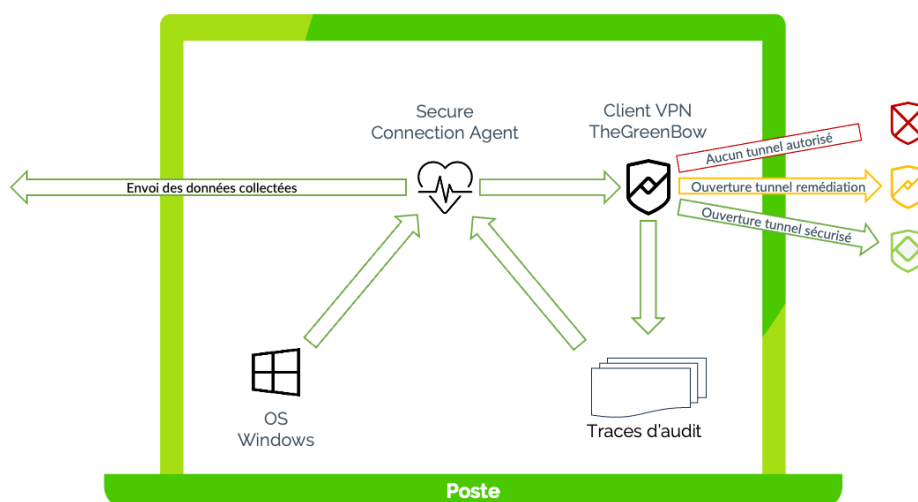 Secure
Connection Agent
Client VPN
TheGreenBow
Aucun tunnel autorisé
Envoi des données collectées
Ouverture tunnel remédiation
Ouverture tunnel sécurisé
OS
Windows
Traces d'audit
Poste